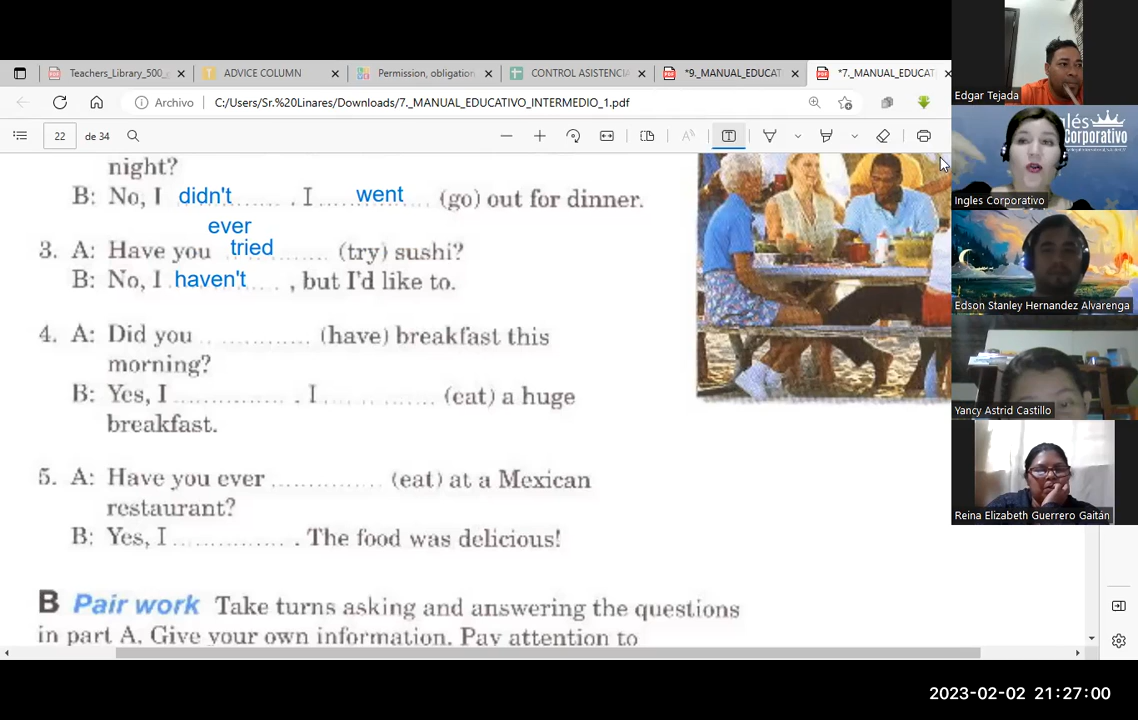 Teachers_Library_500_
ADVICE COLUMN
Permission, obligation
CONTROL ASISTENCIA
*9._MANUAL_EDUCAT
*7._MANUAL_EDUCAT
Archivo
C:/Users/Sr.%20Linares/Downloads/7._MANUAL_EDUCATIVO_INTERMEDIO_1.pdf
22 de 34
night?
B: No, I didn't . I went (go) out for dinner.
ever
3. A: Have you tried (try) sushi?
B: No, I haven't , but I'd like to.
4. A: Did you ............ (have) breakfast this
morning?
B: Yes, I ............ . I ............ (eat) a huge
breakfast.
5. A: Have you ever ............ (eat) at a Mexican
restaurant?
B: Yes, I ............ . The food was delicious!
B Pair work Take turns asking and answering the questions
in part A. Give your own information. Pay attention to
Edgar Tejada
Corporativo
Ingles Corporativo
Edson Stanley Hernandez Alvarenga
Yancy Astrid Castillo
Reina Elizabeth Guerrero Gaitán
2023-02-02 21:27:00